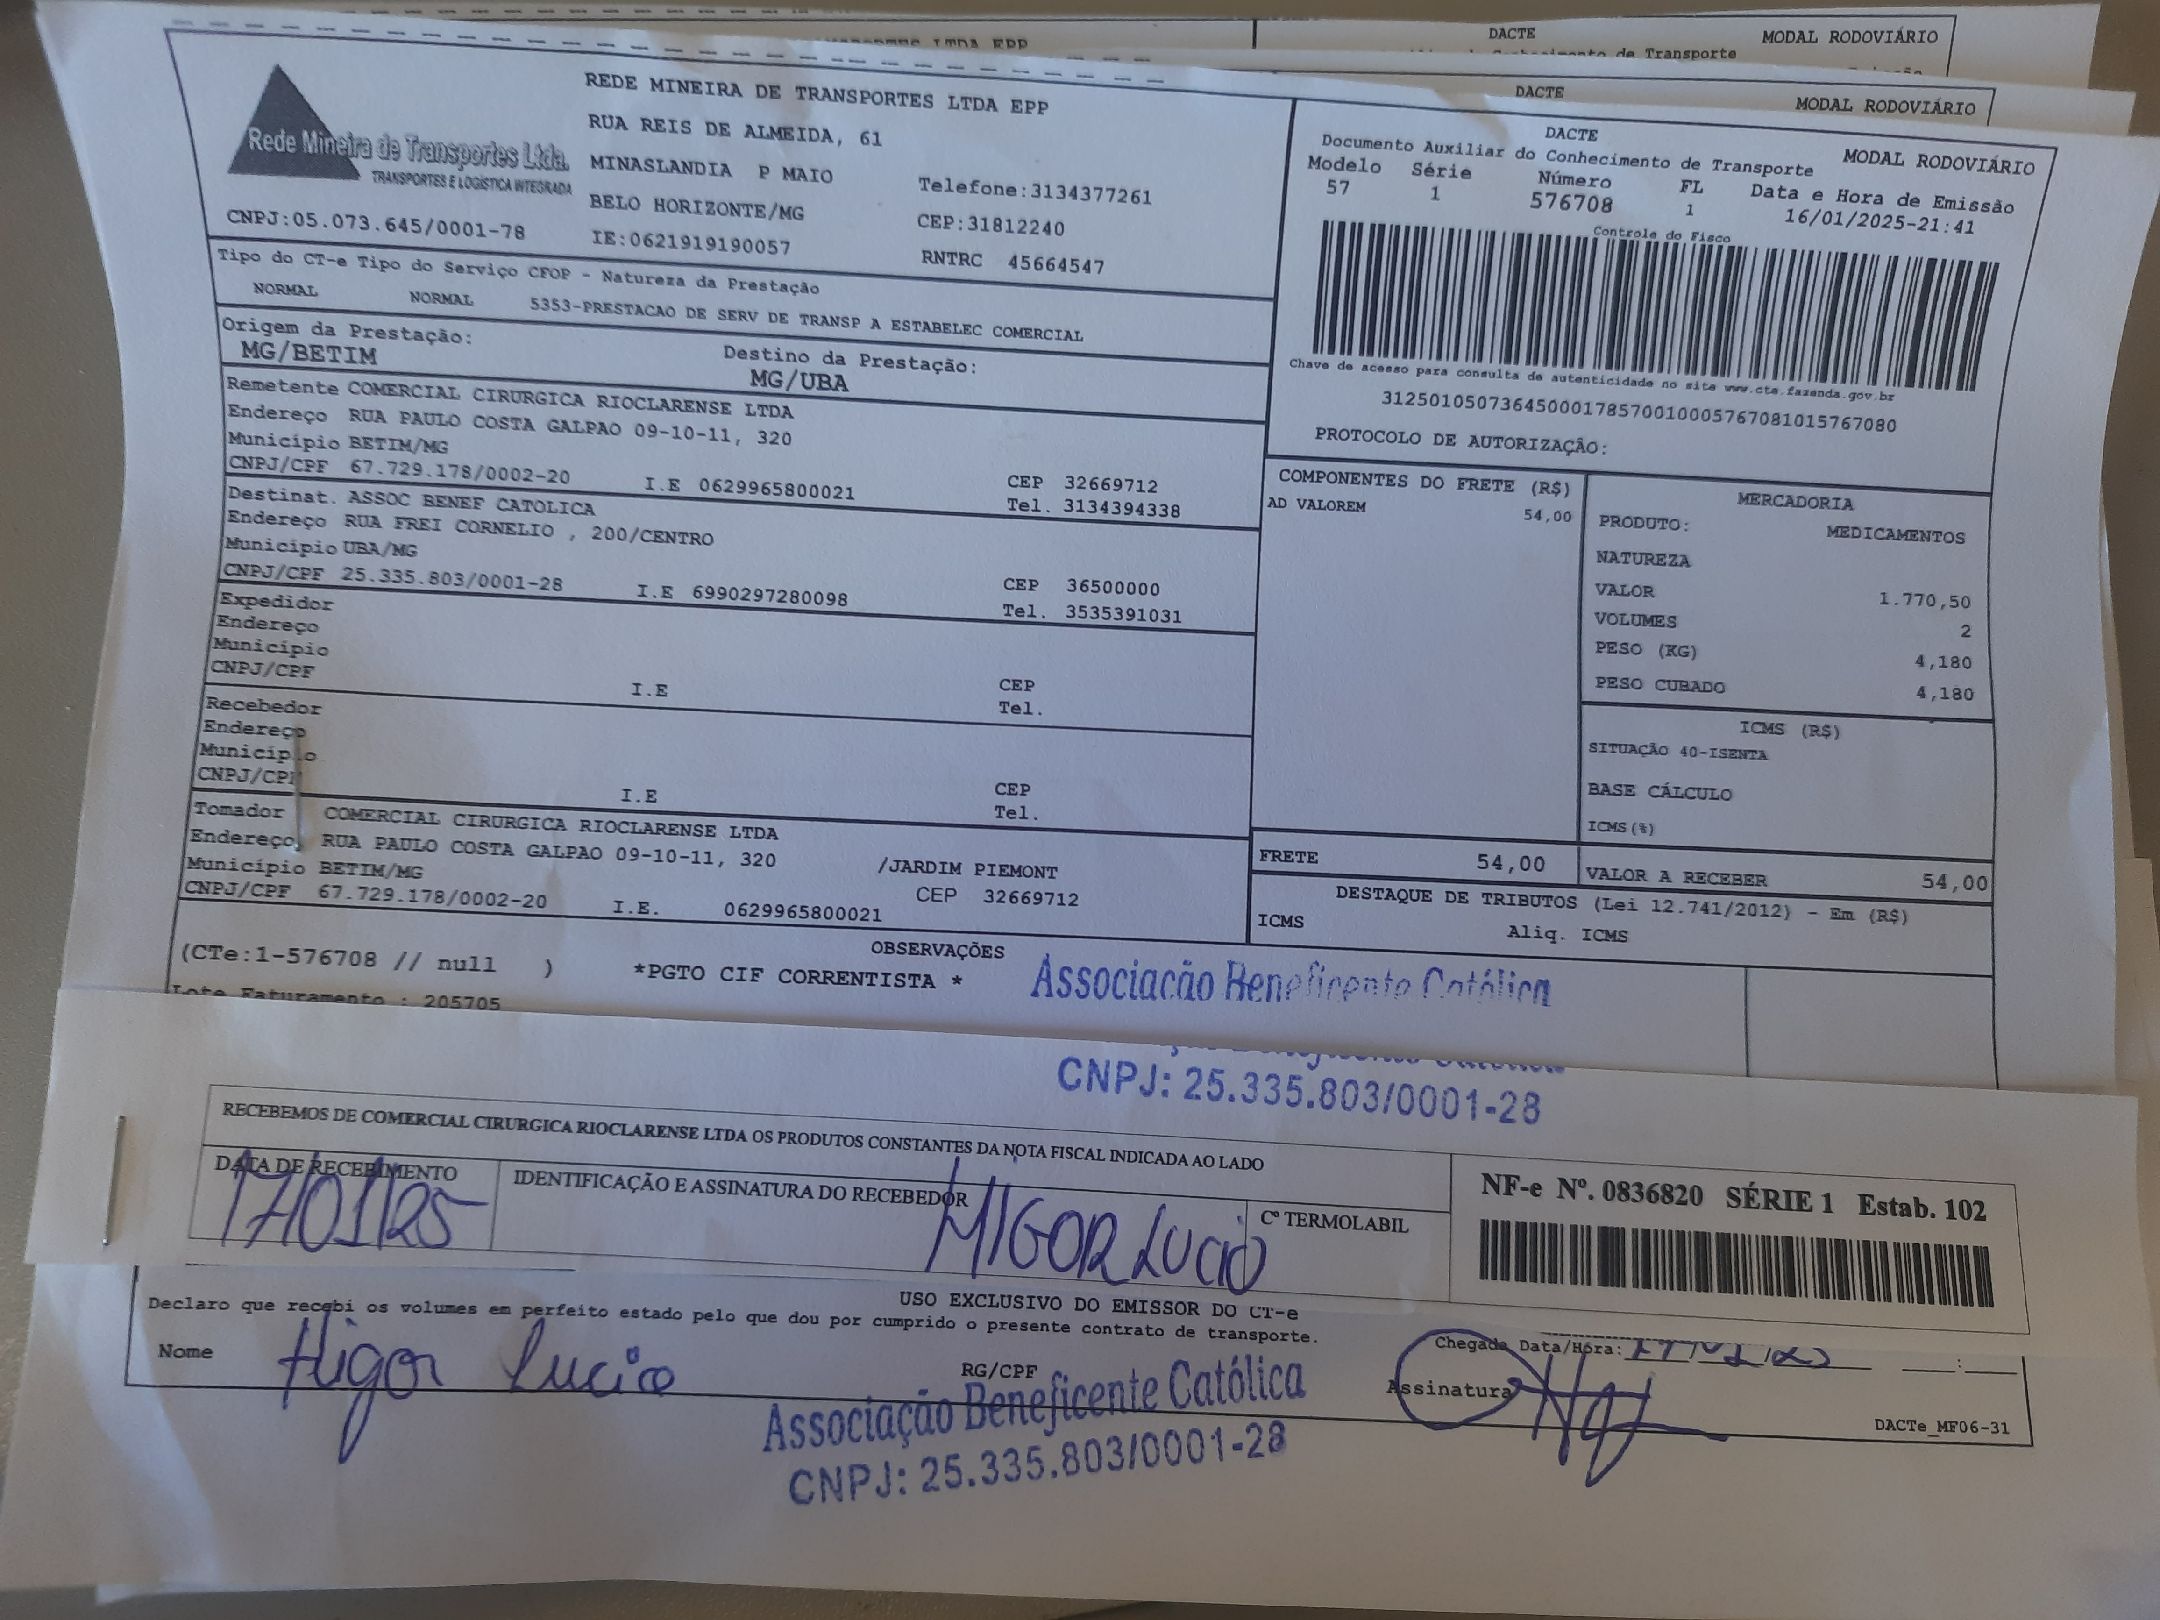 DACTE
MODAL RODOVIÁRIO
DACTE
MODAL RODOVIÁRIO
Rede Mineira de Transportes Ltda.
TRANSPORTES E LOGÍSTICA INTEGRADA
CNPJ:05.073.645/0001-78
REDE MINEIRA DE TRANSPORTES LTDA EPP
RUA REIS DE ALMEIDA, 61
MINASLANDIA P MAIO Telefone:3134377261
BELO HORIZONTE/MG CEP:31812240
IE:0621919190057 RNTRC 45664547
DACTE
Documento Auxiliar do Conhecimento de Transporte MODAL RODOVIÁRIO
Modelo Série Número FL Data e Hora de Emissão
57 1 576708 1 16/01/2025-21:41
Controle do Fisco
Chave de acesso para consulta de autenticidade no site www.cte.fazenda.gov.br
31250105073645000178570010005767081015767080
PROTOCOLO DE AUTORIZAÇÃO:
Tipo do CT-e Tipo do Serviço CFOP - Natureza da Prestação
NORMAL NORMAL 5353-PRESTACAO DE SERV DE TRANSP A ESTABELEC COMERCIAL
Origem da Prestação: Destino da Prestação:
MG/BETIM MG/UBA
Remetente COMERCIAL CIRURGICA RIOCLARENSE LTDA
Endereço RUA PAULO COSTA GALPAO 09-10-11, 320
Município BETIM/MG CEP 32669712
CNPJ/CPF 67.729.178/0002-20 I.E 0629965800021 Tel. 3134394338
Destinat. ASSOC BENEF CATOLICA
Endereço RUA FREI CORNELIO , 200/CENTRO
Município UBA/MG CEP 36500000
CNPJ/CPF 25.335.803/0001-28 I.E 6990297280098 Tel. 3535391031
Expedidor
Endereço
Município CEP
CNPJ/CPF I.E Tel.
Recebedor
Endereço
Município CEP
CNPJ/CPF I.E Tel.
Tomador COMERCIAL CIRURGICA RIOCLARENSE LTDA
Endereço RUA PAULO COSTA GALPAO 09-10-11, 320 /JARDIM PIEMONT
Município BETIM/MG CEP 32669712
CNPJ/CPF 67.729.178/0002-20 I.E. 0629965800021
COMPONENTES DO FRETE (R$)
AD VALOREM 54,00
MERCADORIA
PRODUTO: MEDICAMENTOS
NATUREZA
VALOR 1.770,50
VOLUMES 2
PESO (KG) 4,180
PESO CUBADO 4,180
ICMS (R$)
SITUAÇÃO 40-ISENTA
BASE CÁLCULO
ICMS(%)
FRETE 54,00 VALOR A RECEBER 54,00
DESTAQUE DE TRIBUTOS (Lei 12.741/2012) - Em (R$)
ICMS Aliq. ICMS
OBSERVAÇÕES
(CTe:1-576708 // null ) *PGTO CIF CORRENTISTA *
Lote Faturamento : 205705
Associação Beneficente Católica
CNPJ: 25.335.803/0001-28
RECEBEMOS DE COMERCIAL CIRURGICA RIOCLARENSE LTDA OS PRODUTOS CONSTANTES DA NOTA FISCAL INDICADA AO LADO
DATA DE RECEBIMENTO IDENTIFICAÇÃO E ASSINATURA DO RECEBEDOR Cº TERMOLABIL
17/01/25 HIGOR LUCIO
NF-e Nº. 0836820 SÉRIE 1 Estab. 102
USO EXCLUSIVO DO EMISSOR DO CT-e
Declaro que recebi os volumes em perfeito estado pelo que dou por cumprido o presente contrato de transporte.
Chegada Data/Hora: 17/01/25 :
Nome Higor Lucio RG/CPF Assinatura
Associação Beneficente Católica
CNPJ: 25.335.803/0001-28
DACTe_MF06-31